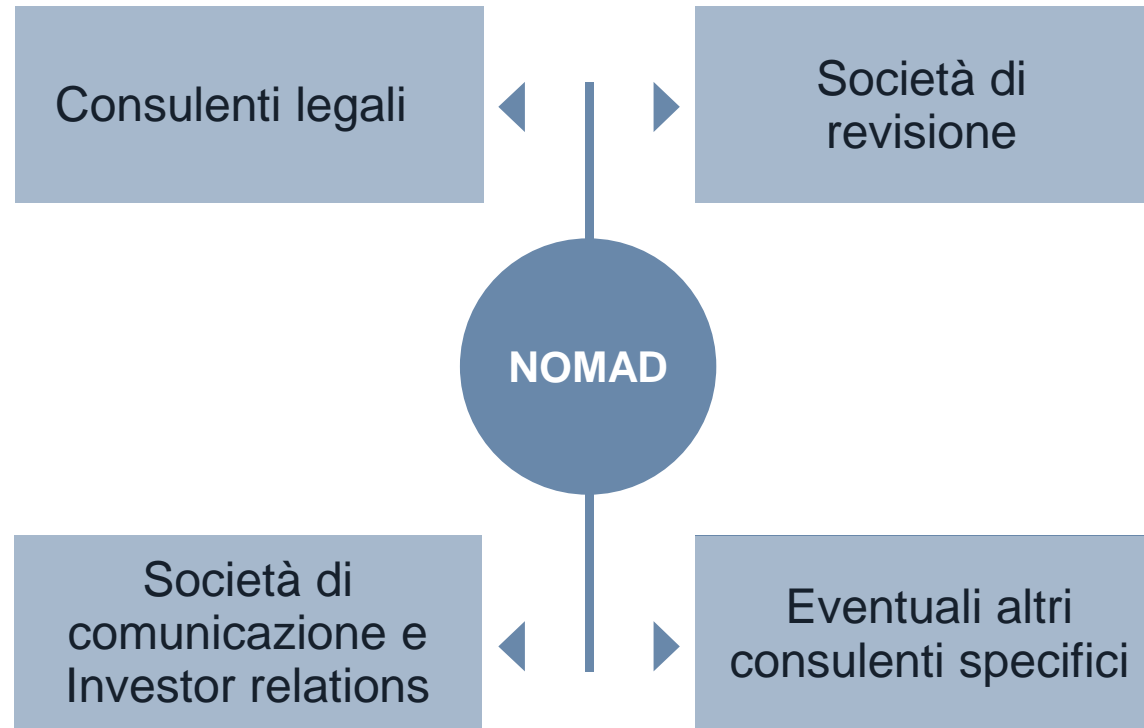 Consulenti legali
Società di
revisione
NOMAD
Società di
comunicazione e
Investor relations
Eventuali altri
consulenti specifici